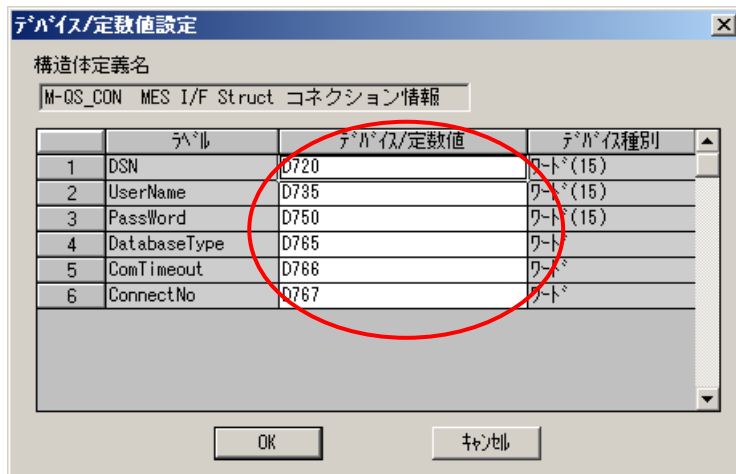 ﾃﾞﾊﾞｲｽ/定数値設定
構造体定義名
M-QS_CON MES I/F Struct コネクション情報
ﾗﾍﾞﾙ ﾃﾞﾊﾞｲｽ/定数値 ﾃﾞﾊﾞｲｽ種別
1 DSN D720 ﾜｰﾄﾞ(15)
2 UserName D735 ﾜｰﾄﾞ(15)
3 PassWord D750 ﾜｰﾄﾞ(15)
4 DatabaseType D765 ﾜｰﾄﾞ
5 ComTimeout D766 ﾜｰﾄﾞ
6 ConnectNo D767 ﾜｰﾄﾞ
OK ｷｬﾝｾﾙ